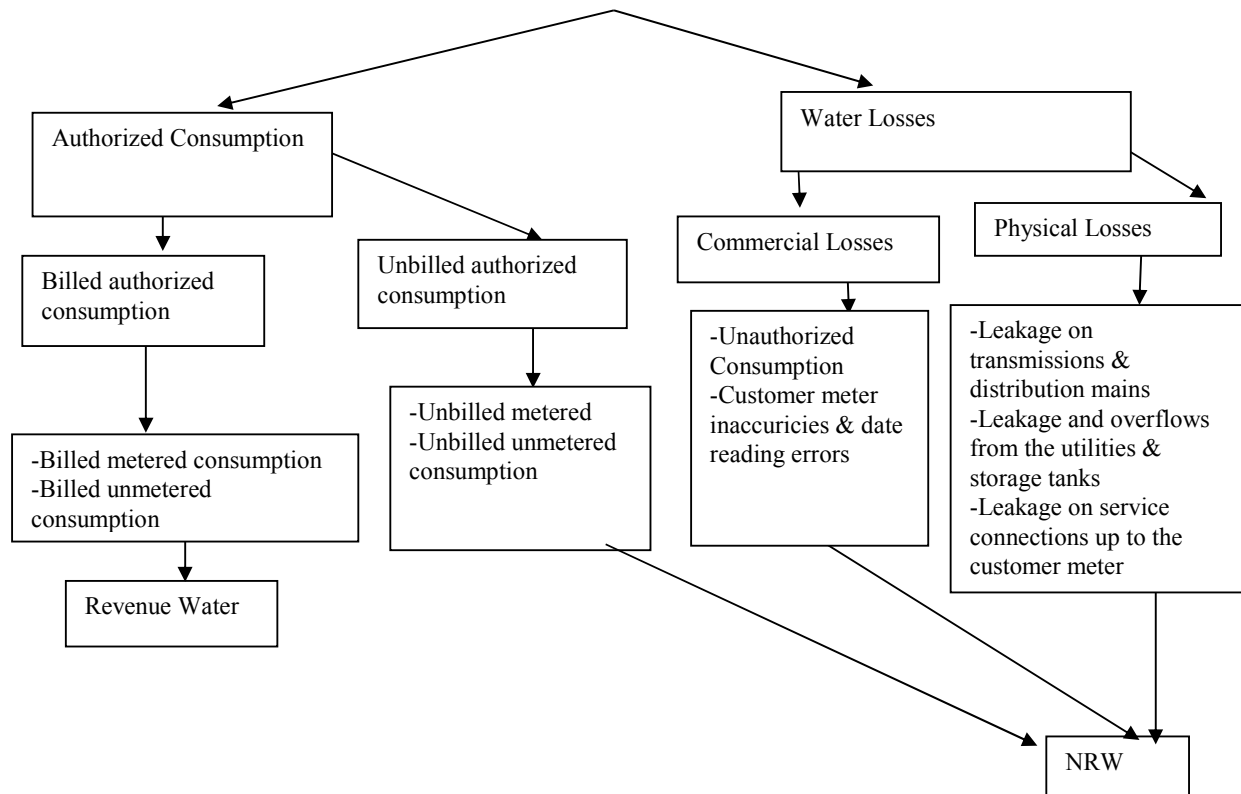 Authorized Consumption
Water Losses
Commercial Losses
Physical Losses
Billed authorized
consumption
Unbilled authorized
consumption
-Unauthorized
Consumption
-Customer meter
inaccuricies & date
reading errors
-Leakage on
transmissions &
distribution mains
-Leakage and overflows
from the utilities &
storage tanks
-Leakage on service
connections up to the
customer meter
-Unbilled metered
-Unbilled unmetered
consumption
-Billed metered consumption
-Billed unmetered
consumption
Revenue Water
NRW